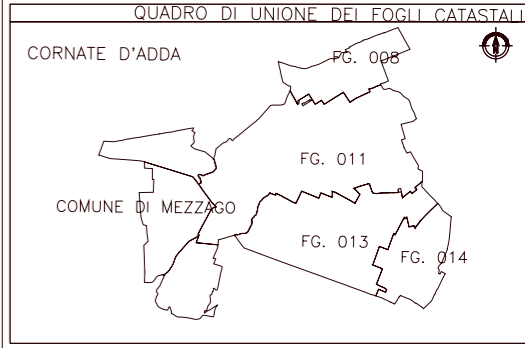 QUADRO DI UNIONE DEI FOGLI CATASTALI
CORNATE D'ADDA
FG. 008
FG. 011
COMUNE DI MEZZAGO
FG. 013
FG. 014